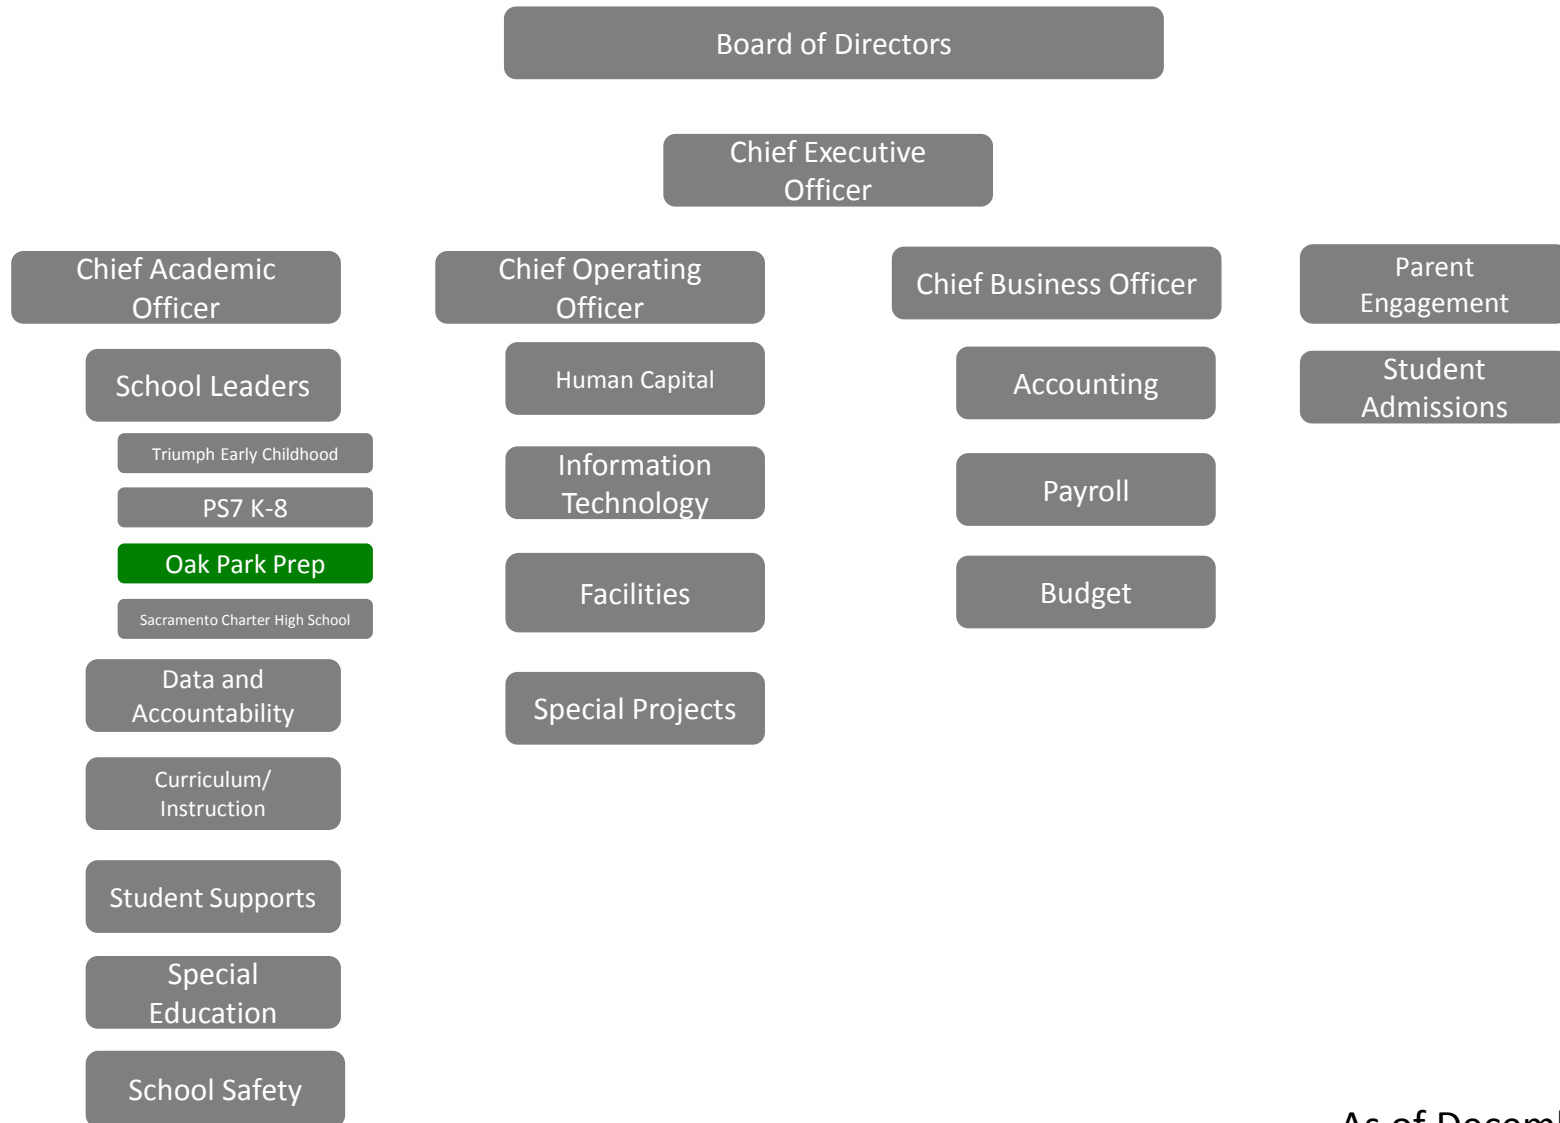 Board of Directors
Chief Executive
Officer
Chief Academic
Officer
School Leaders
Triumph Early Childhood
PS7 K-8
Oak Park Prep
Sacramento Charter High School
Data and
Accountability
Curriculum/
Instruction
Student Supports
Special
Education
School Safety
Chief Operating
Officer
Human Capital
Information
Technology
Facilities
Special Projects
Chief Business Officer
Accounting
Payroll
Budget
Parent
Engagement
Student
Admissions
As of